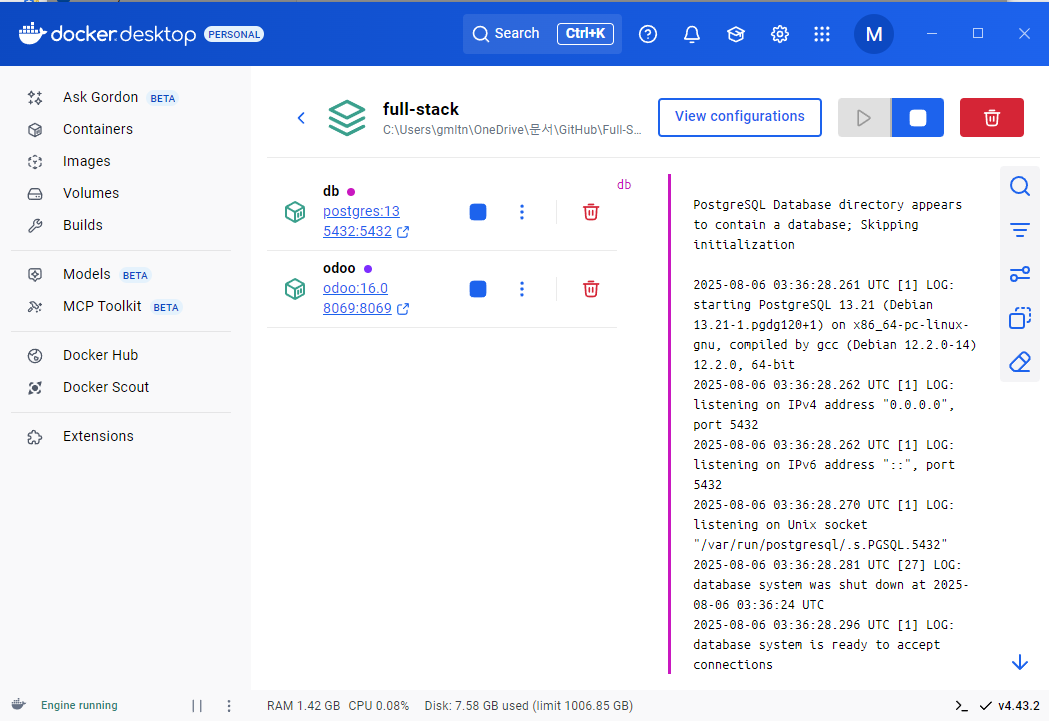 docker.desktop PERSONAL
Search Ctrl+K
M
Ask Gordon BETA
Containers
Images
Volumes
Builds
Models BETA
MCP Toolkit BETA
Docker Hub
Docker Scout
Extensions
full-stack
C:\Users\gmltn\OneDrive\문서\GitHub\Full-S...
View configurations
db
postgres:13
5432:5432
odoo
odoo:16.0
8069:8069
db
PostgreSQL Database directory appears
to contain a database; Skipping
initialization
2025-08-06 03:36:28.261 UTC [1] LOG:
starting PostgreSQL 13.21 (Debian
13.21-1.pgdg120+1) on x86_64-pc-linux-
gnu, compiled by gcc (Debian 12.2.0-14)
12.2.0, 64-bit
2025-08-06 03:36:28.262 UTC [1] LOG:
listening on IPv4 address "0.0.0.0",
port 5432
2025-08-06 03:36:28.262 UTC [1] LOG:
listening on IPv6 address "::", port
5432
2025-08-06 03:36:28.270 UTC [1] LOG:
listening on Unix socket
"/var/run/postgresql/.s.PGSQL.5432"
2025-08-06 03:36:28.281 UTC [27] LOG:
database system was shut down at 2025-
08-06 03:36:24 UTC
2025-08-06 03:36:28.296 UTC [1] LOG:
database system is ready to accept
connections
Engine running
RAM 1.42 GB CPU 0.08% Disk: 7.58 GB used (limit 1006.85 GB)
v4.43.2